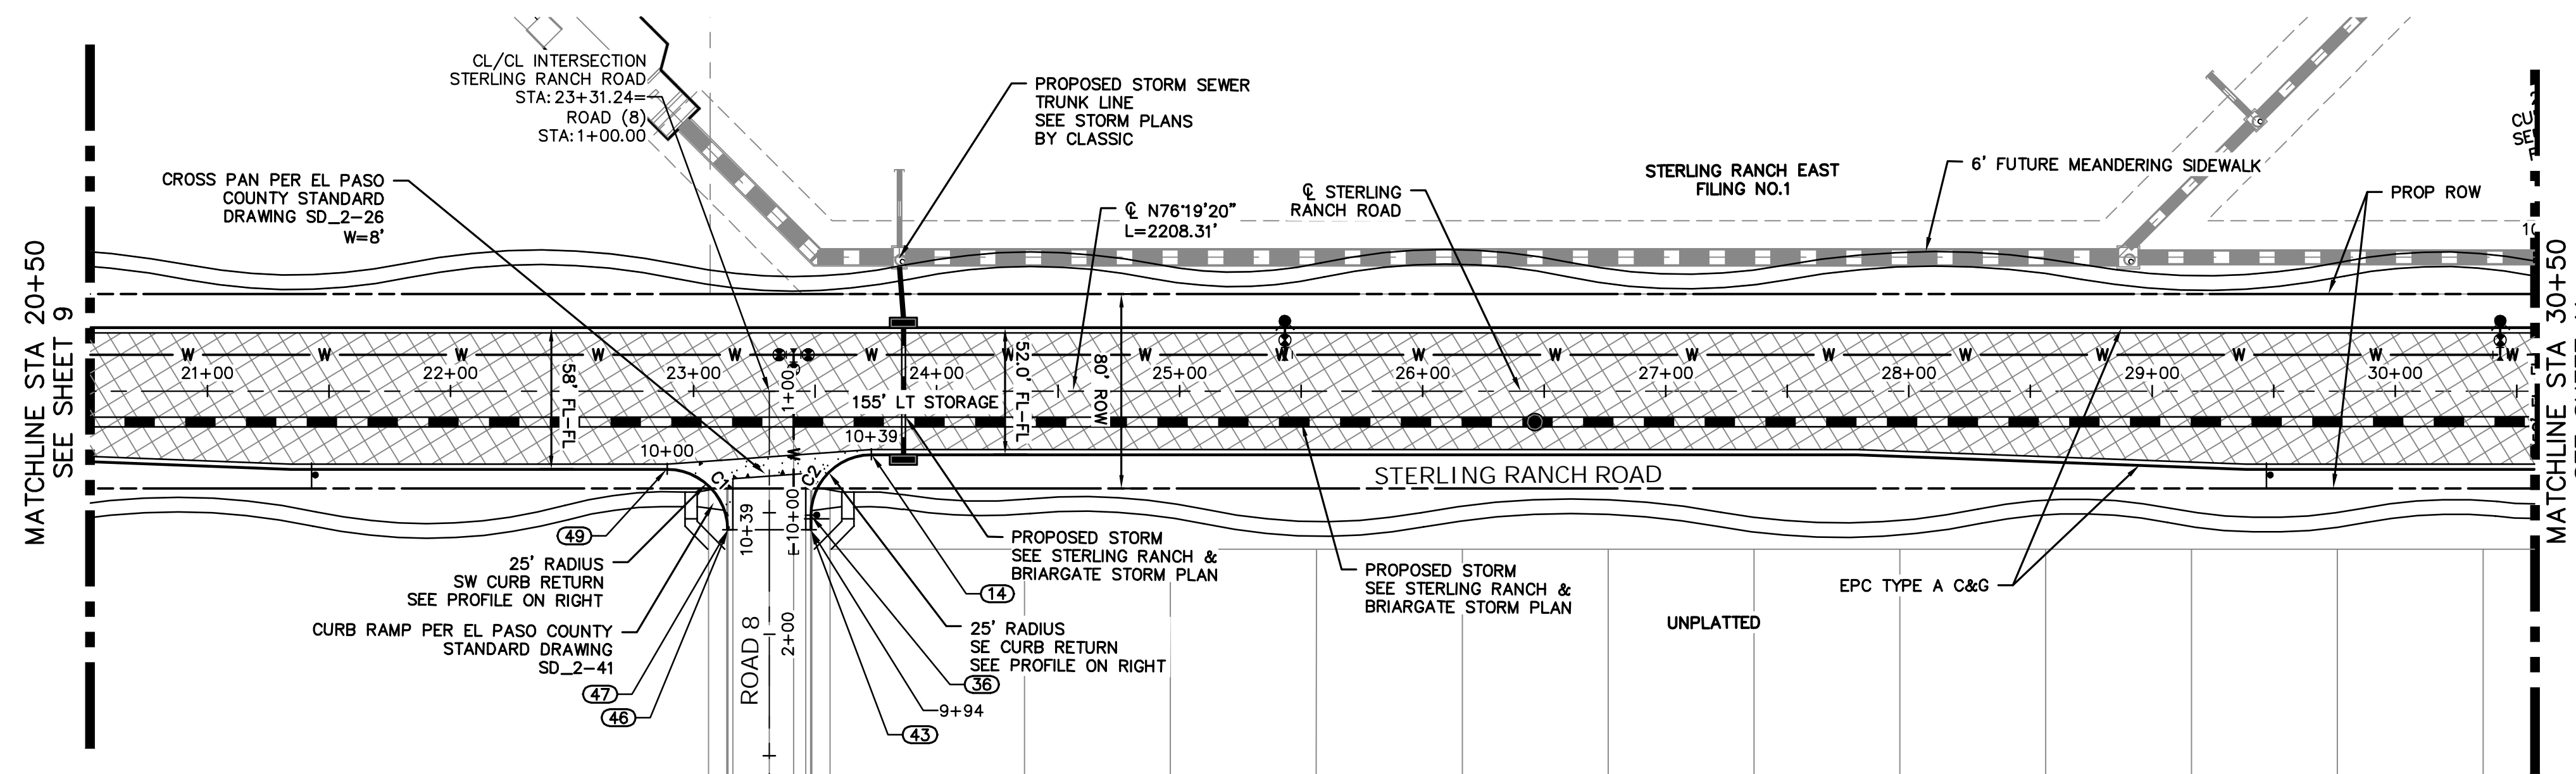 CL/CL INTERSECTION
STERLING RANCH ROAD
STA: 23+31.24=
ROAD (8)
STA: 1+00.00
PROPOSED STORM SEWER
TRUNK LINE
SEE STORM PLANS
BY CLASSIC
CROSS PAN PER EL PASO
COUNTY STANDARD
DRAWING SD_2-26
W=8'
℄ N76°19'20"
L=2208.31'
℄ STERLING
RANCH ROAD
STERLING RANCH EAST
FILING NO.1
6' FUTURE MEANDERING SIDEWALK
PROP ROW
MATCHLINE STA 20+50
SEE SHEET 9
MATCHLINE STA 30+50
W W W W W W W W W W W W W W W W W W
21+00
22+00
23+00
24+00
25+00
26+00
27+00
28+00
29+00
30+00
58' FL-FL
1+00
155' LT STORAGE
52.0' FL-FL
80' ROW
10+00
10+39
W
C1
C2
STERLING RANCH ROAD
10+39
10+00
2+00
ROAD 8
49
25' RADIUS
SW CURB RETURN
SEE PROFILE ON RIGHT
CURB RAMP PER EL PASO COUNTY
STANDARD DRAWING
SD_2-41
47
46
PROPOSED STORM
SEE STERLING RANCH &
BRIARGATE STORM PLAN
14
25' RADIUS
SE CURB RETURN
SEE PROFILE ON RIGHT
36
9+94
43
PROPOSED STORM
SEE STERLING RANCH &
BRIARGATE STORM PLAN
UNPLATTED
EPC TYPE A C&G